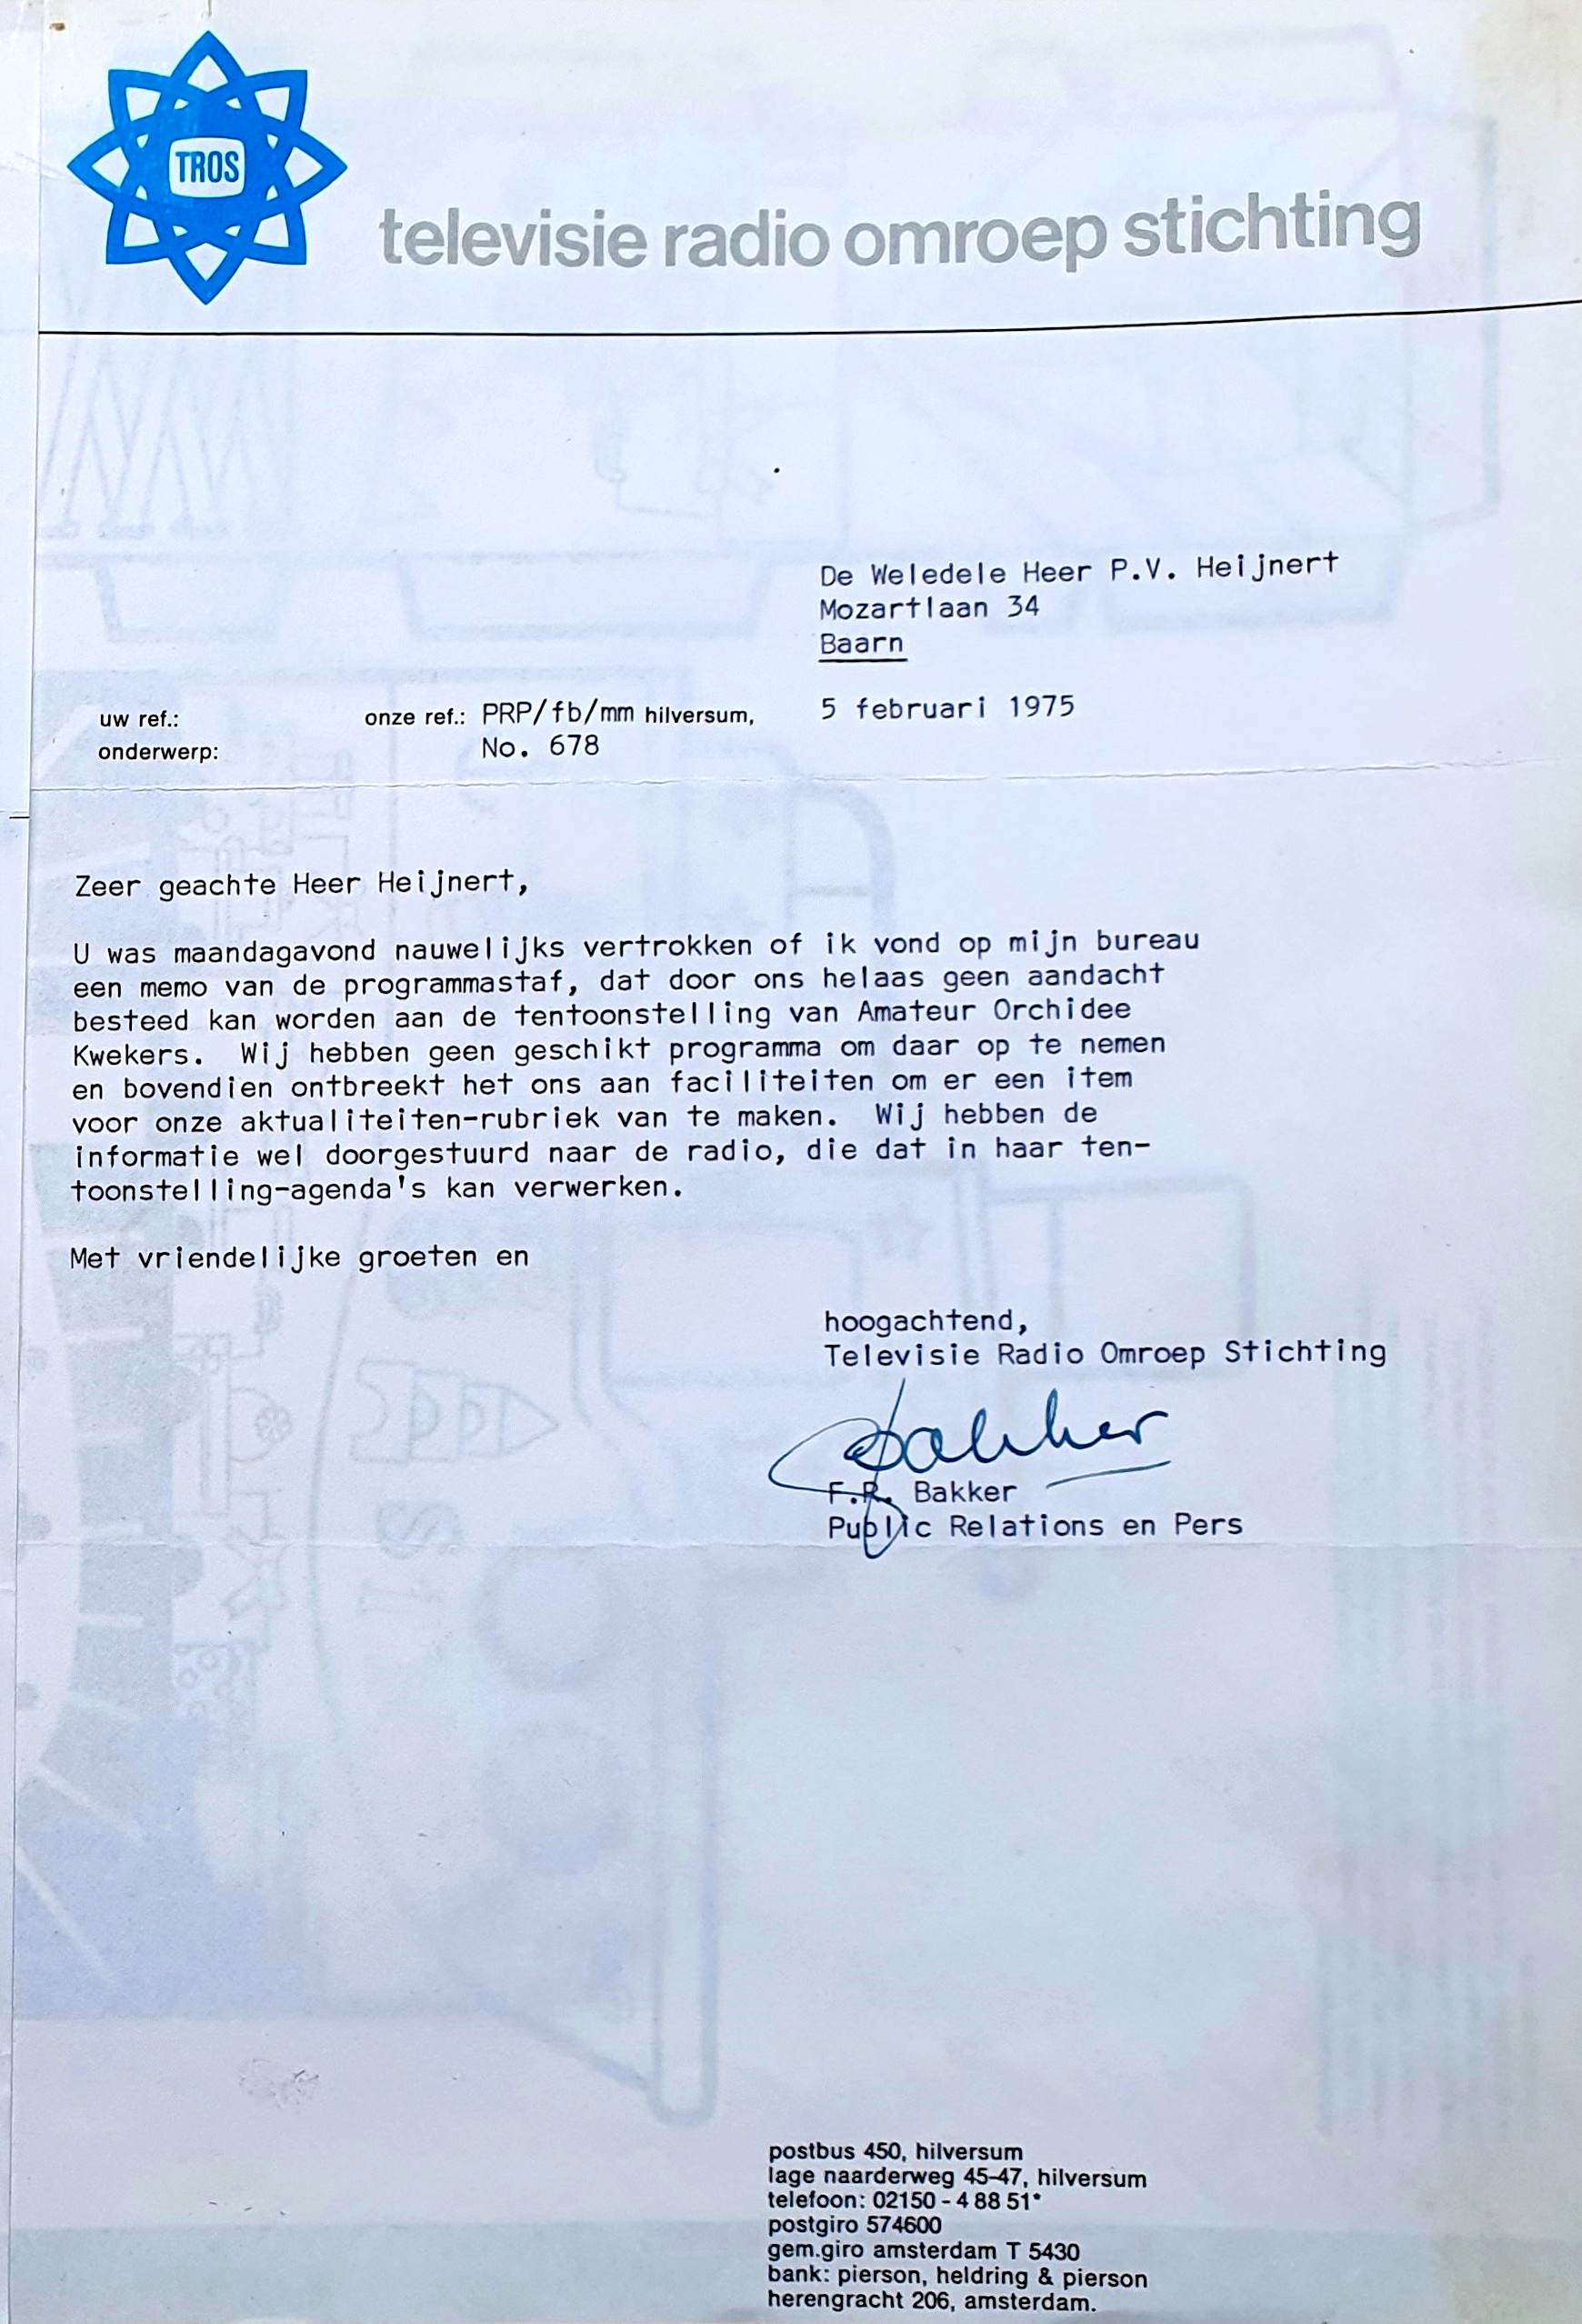 TROS
televisie radio omroep stichting
De Weledele Heer P.V. Heijnert
Mozartlaan 34
Baarn
uw ref.: onze ref.: PRP/fb/mm hilversum, 5 februari 1975
onderwerp: No. 678
Zeer geachte Heer Heijnert,
U was maandagavond nauwelijks vertrokken of ik vond op mijn bureau
een memo van de programmastaf, dat door ons helaas geen aandacht
besteed kan worden aan de tentoonstelling van Amateur Orchidee
Kwekers. Wij hebben geen geschikt programma om daar op te nemen
en bovendien ontbreekt het ons aan faciliteiten om er een item
voor onze aktualiteiten-rubriek van te maken. Wij hebben de
informatie wel doorgestuurd naar de radio, die dat in haar ten-
toonstelling-agenda's kan verwerken.
Met vriendelijke groeten en
hoogachtend,
Televisie Radio Omroep Stichting
Bakker
F.R. Bakker
Public Relations en Pers
postbus 450, hilversum
lage naarderweg 45-47, hilversum
telefoon: 02150 - 4 88 51*
postgiro 574600
gem.giro amsterdam T 5430
bank: pierson, heldring & pierson
herengracht 206, amsterdam.